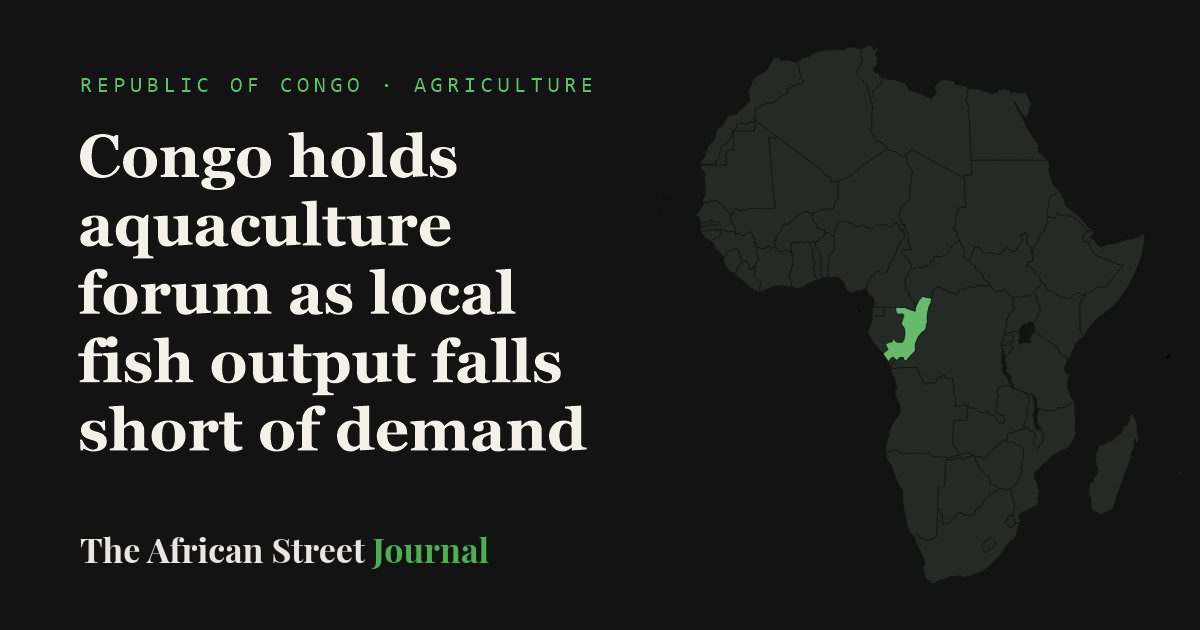 REPUBLIC OF CONGO · AGRICULTURE
Congo holds
aquaculture
forum as local
fish output falls
short of demand
The African Street Journal